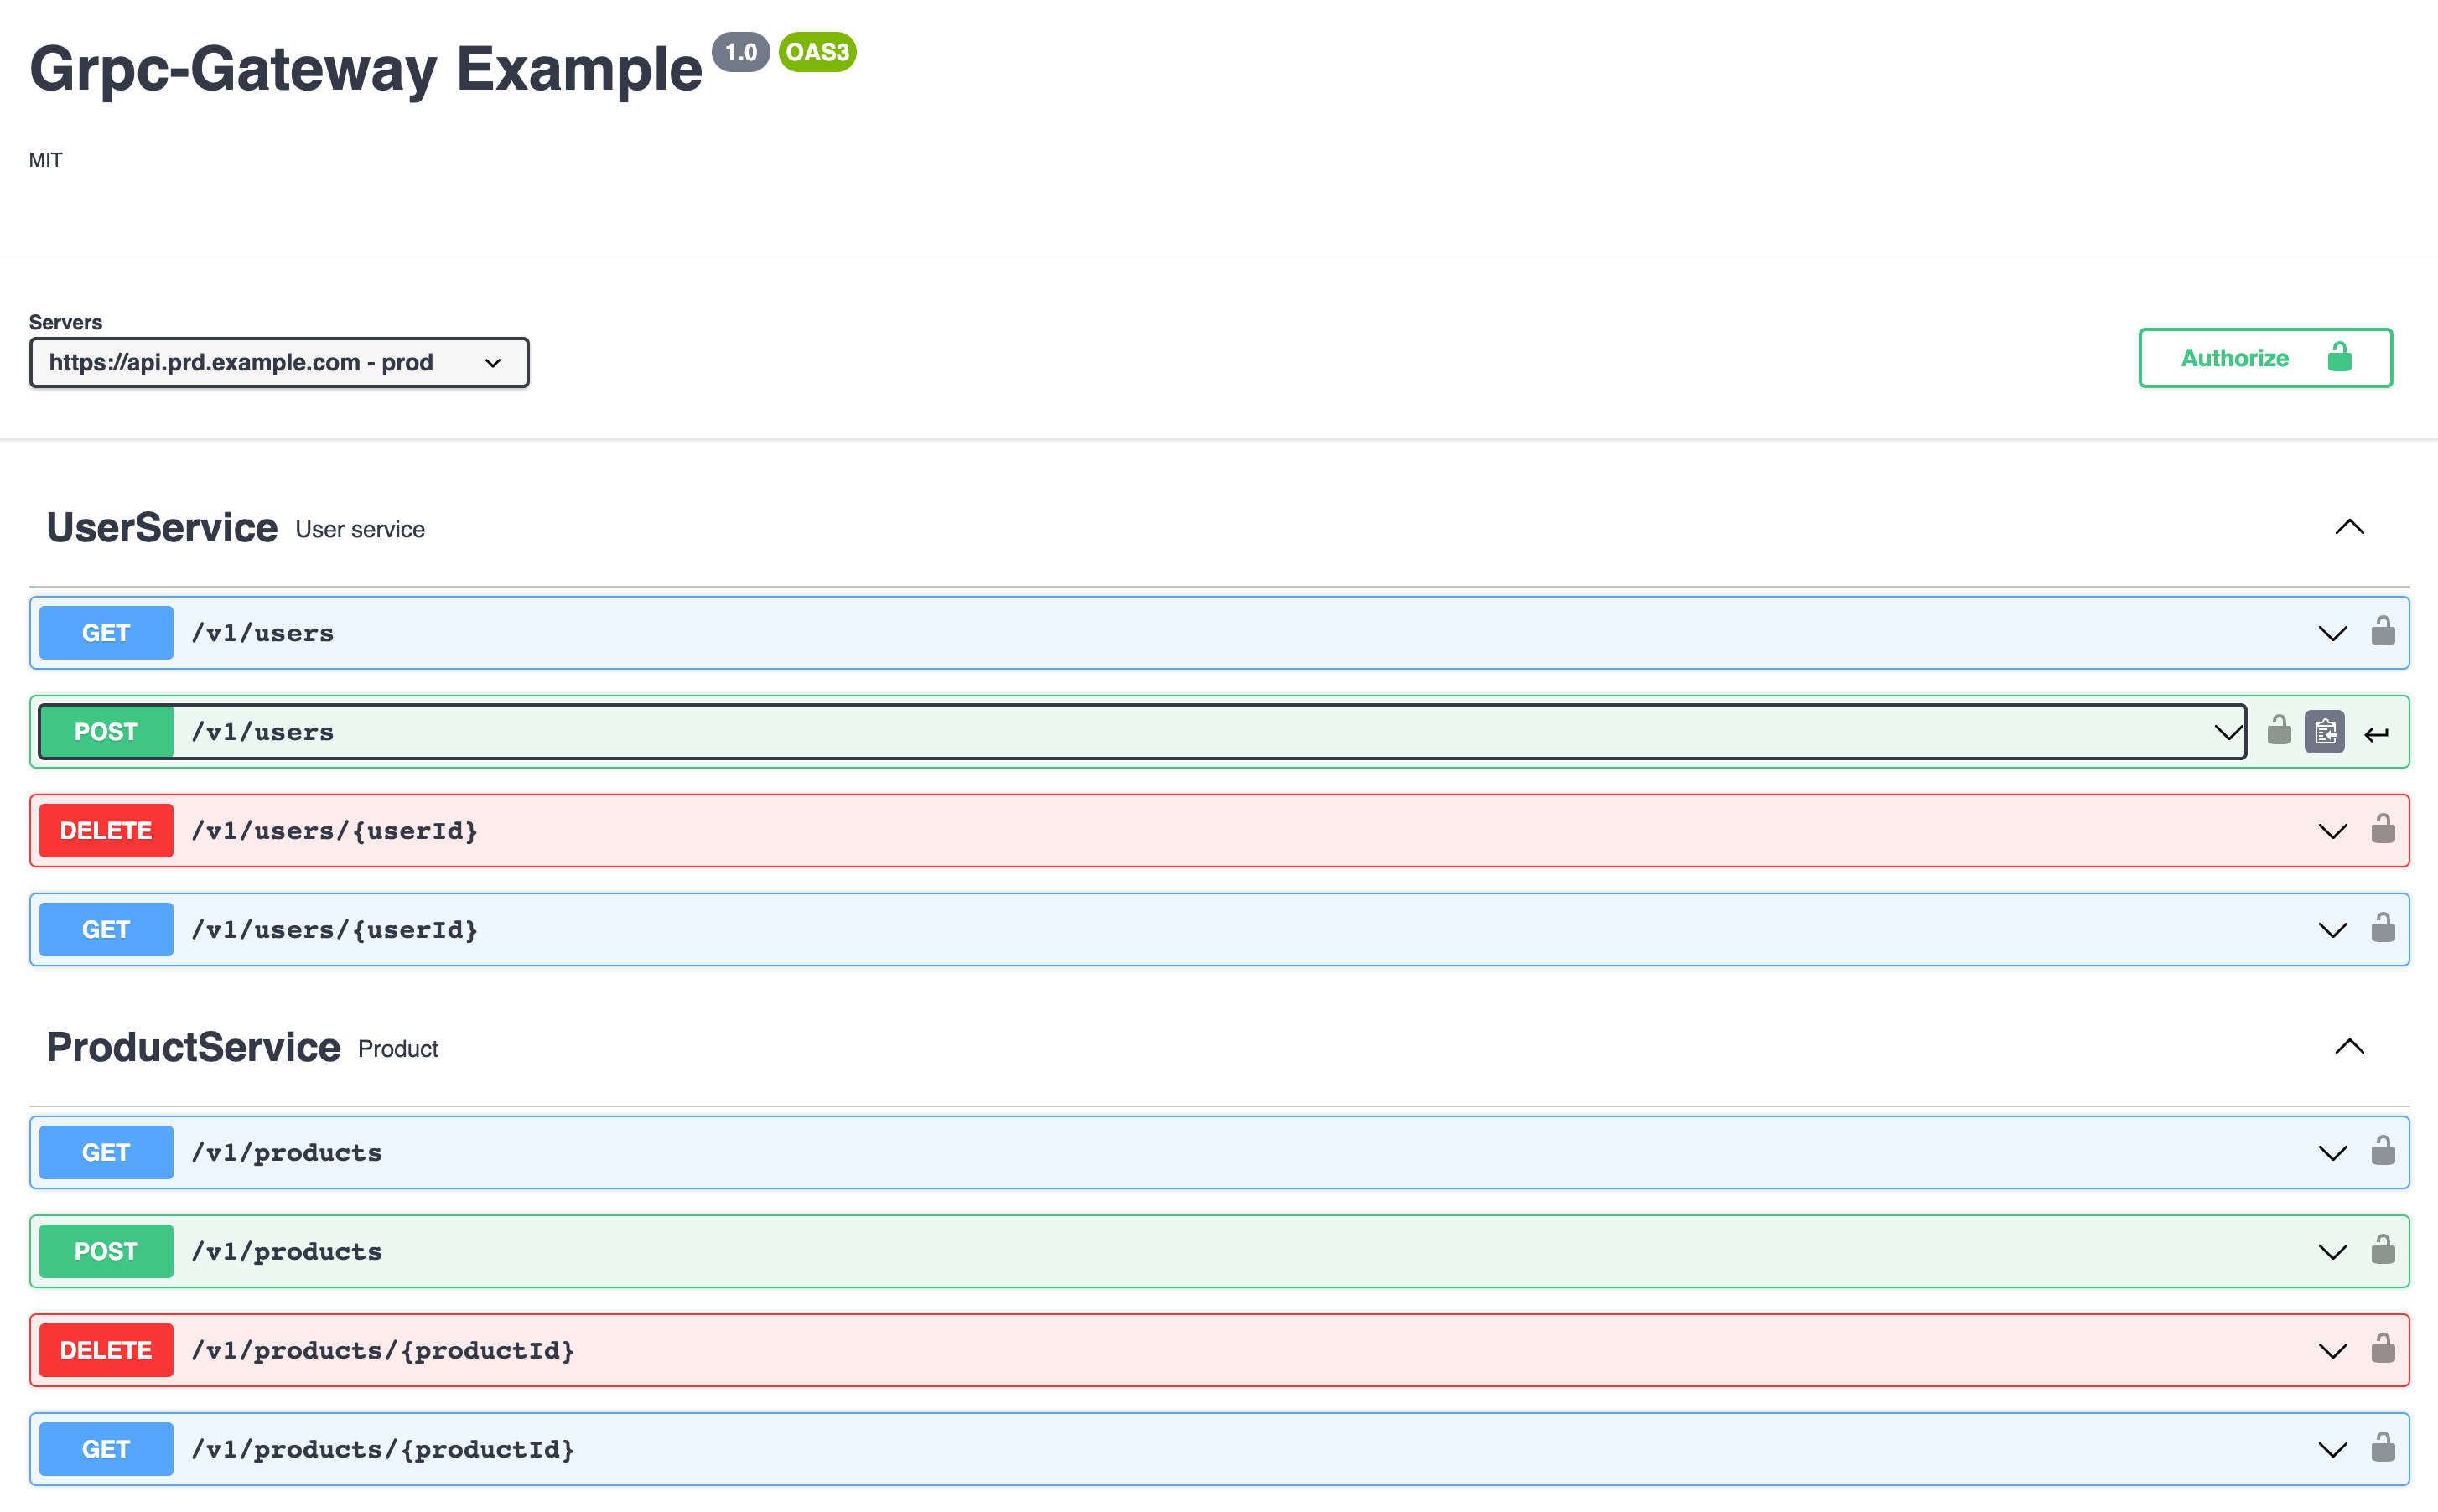 Grpc-Gateway Example 1.0 OAS3
MIT
Servers
https://api.prd.example.com - prod
Authorize
UserService User service
GET /v1/users
POST /v1/users
DELETE /v1/users/{userId}
GET /v1/users/{userId}
ProductService Product
GET /v1/products
POST /v1/products
DELETE /v1/products/{productId}
GET /v1/products/{productId}